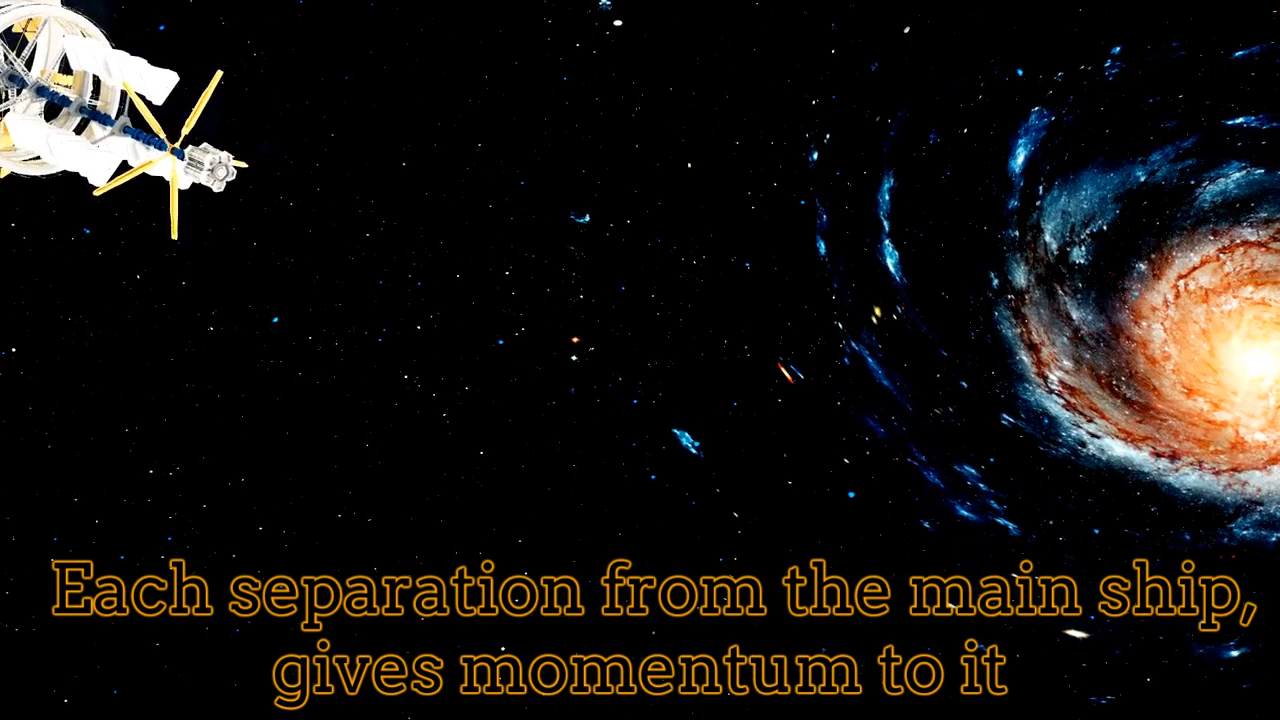 Each separation from the main ship,
gives momentum to it